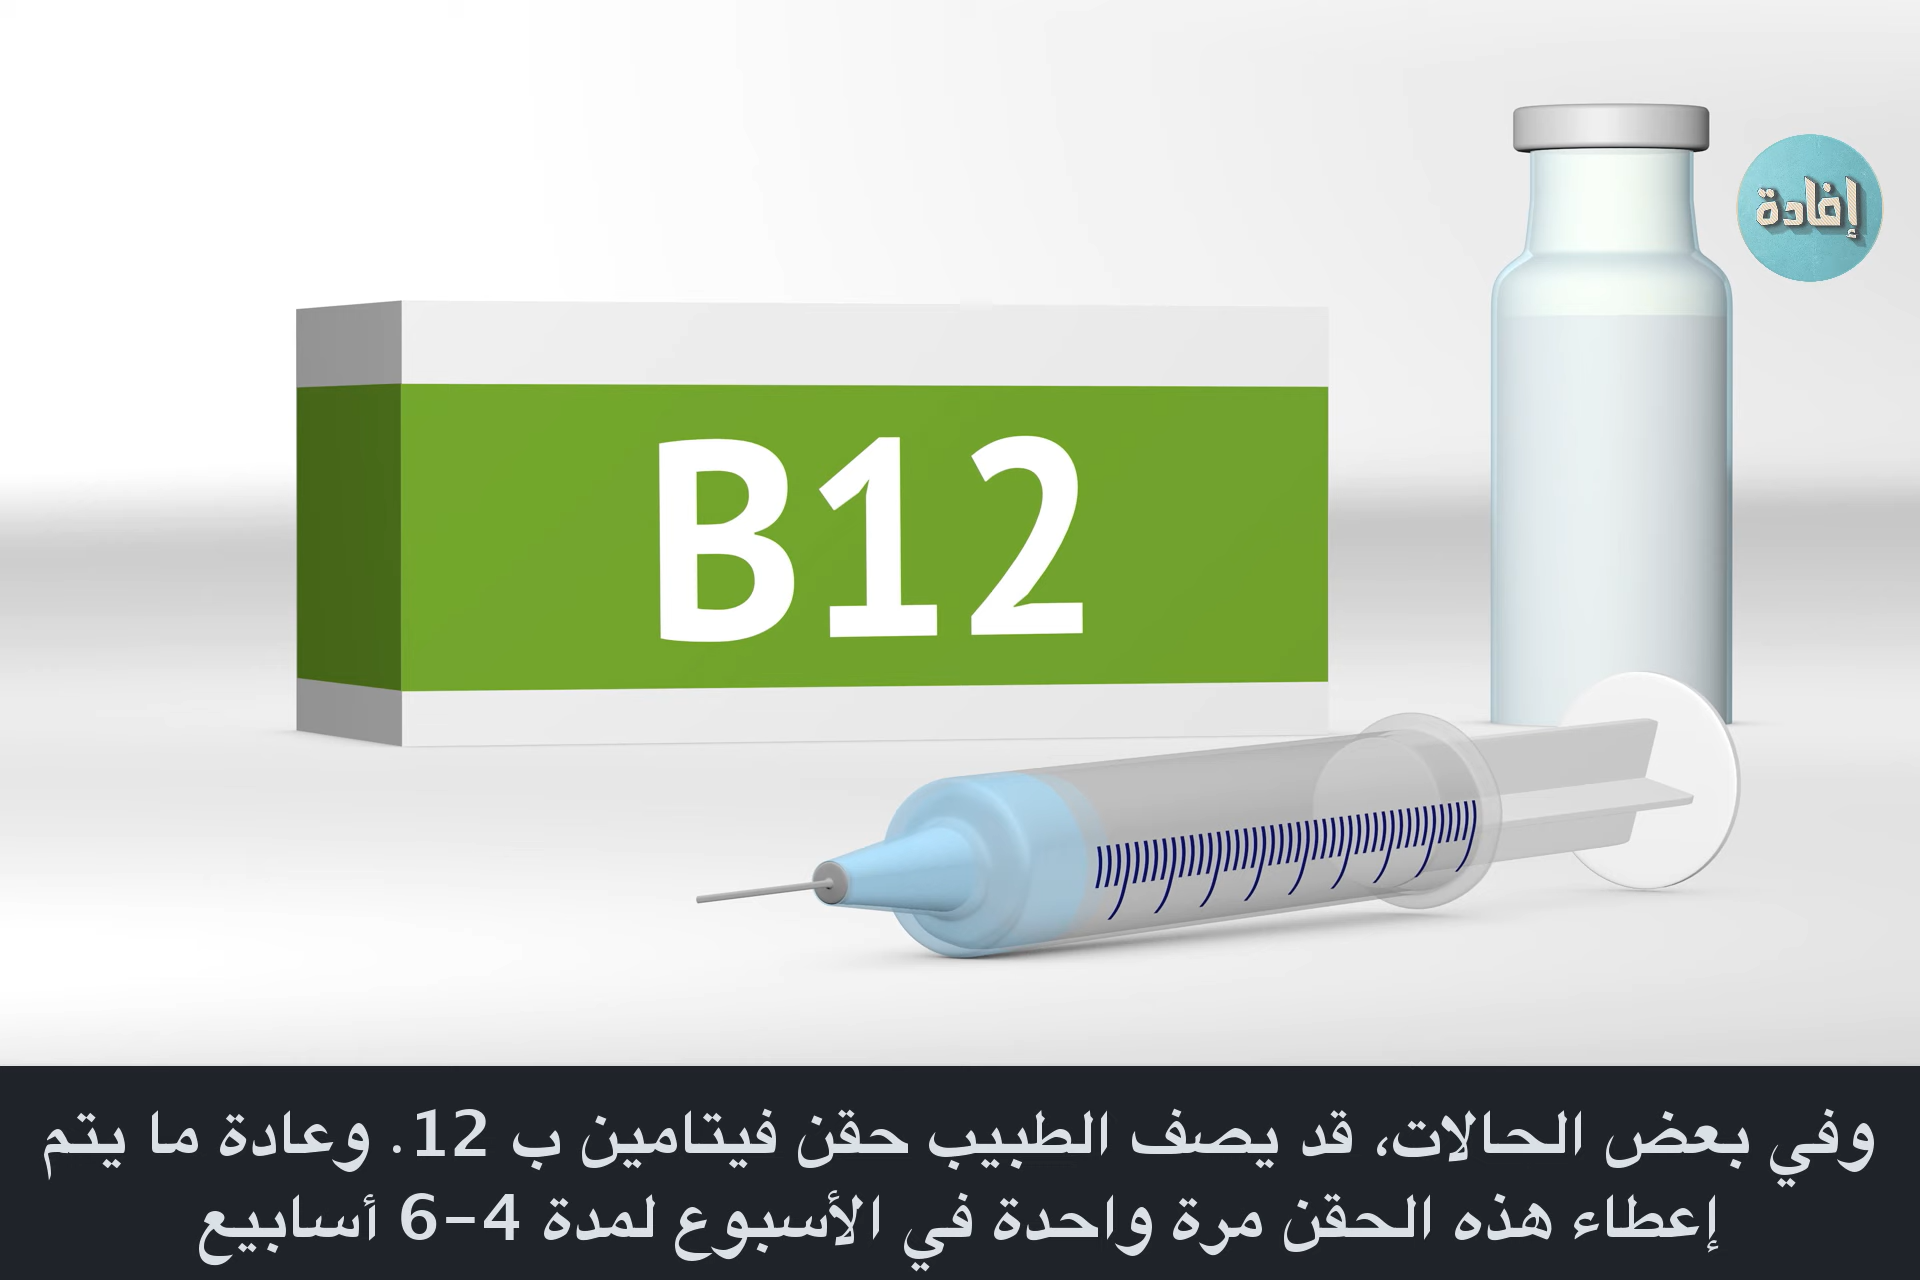 إفادة
B12
وفي بعض الحالات، قد يصف الطبيب حقن فيتامين ب 12. وعادة ما يتم
إعطاء هذه الحقن مرة واحدة في الأسبوع لمدة 4-6 أسابيع